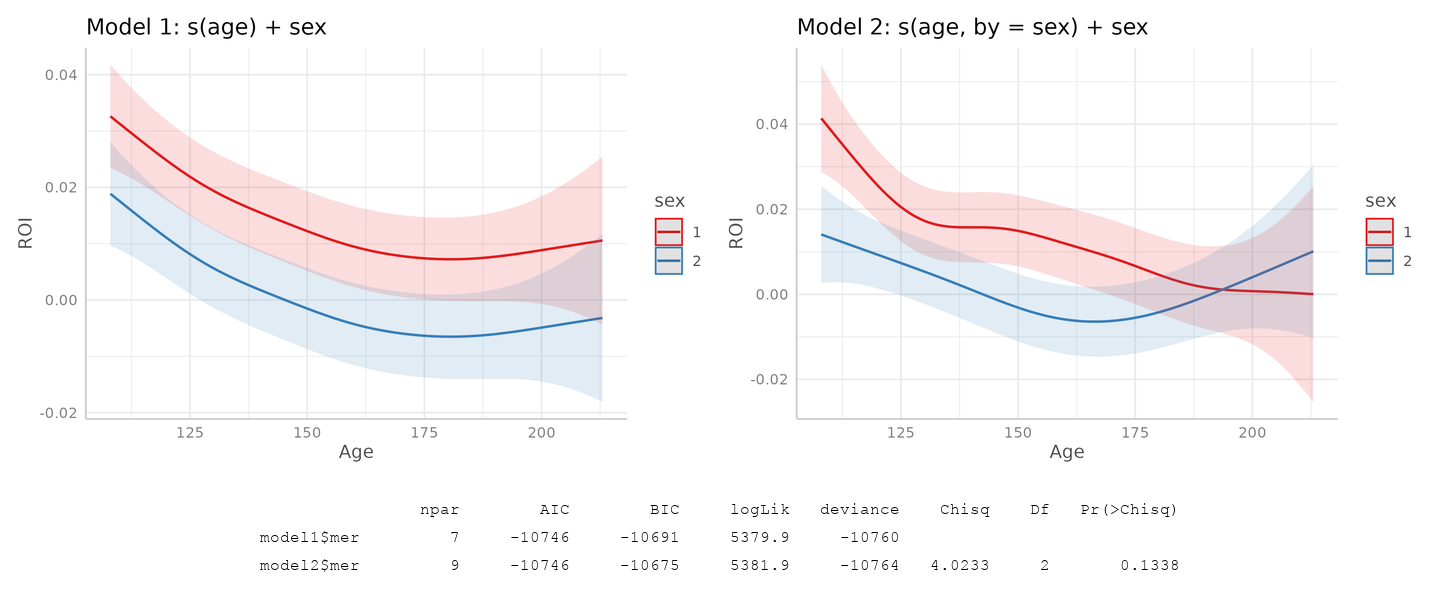 Model 1: s(age) + sex
0.04
0.02
0.00
-0.02
ROI
125 150 175 200
Age
sex
1
2
Model 2: s(age, by = sex) + sex
0.04
0.02
0.00
-0.02
ROI
125 150 175 200
Age
sex
1
2
npar AIC BIC logLik deviance Chisq Df Pr(>Chisq)
model1$mer 7 -10746 -10691 5379.9 -10760
model2$mer 9 -10746 -10675 5381.9 -10764 4.0233 2 0.1338